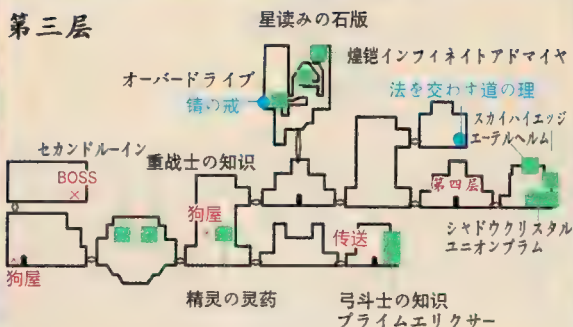 第三层
星読みの石版
煌铠インフィネイトアドマイヤ
オーバードライブ
锖の戒
法を交わす道の理
スカイハイエッジ
エーテルヘルム
セカンドルーイン
重战士の知识
BOSS
×
第四层
狗屋
传送
シャドウクリスタル
ユニオンプラム
狗屋
精灵の灵药
弓斗士の知识
プライムエリクサー